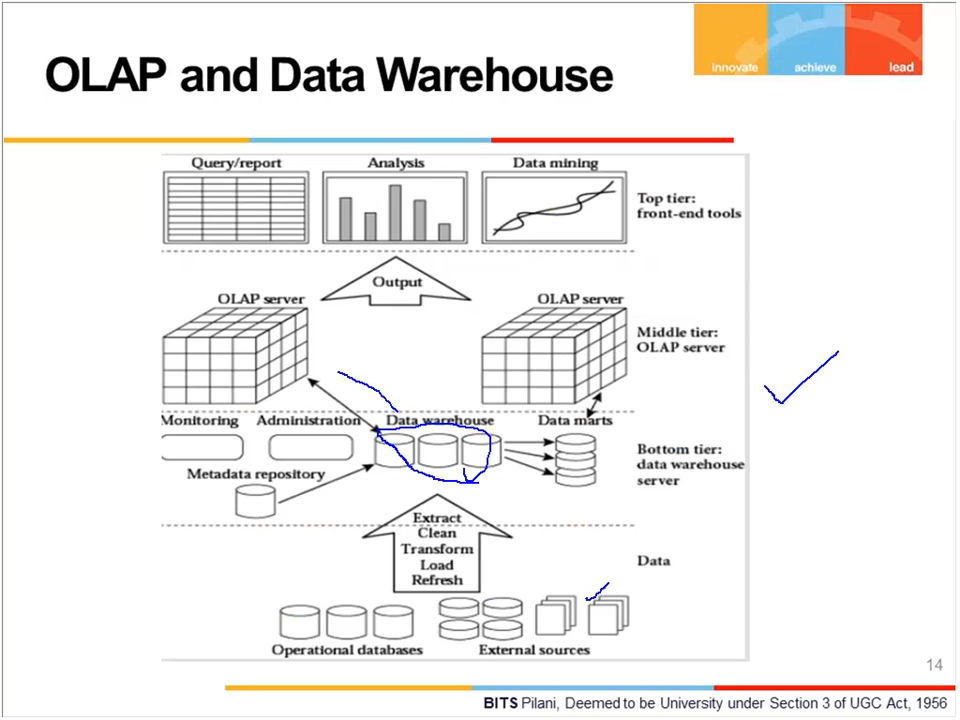 innovate achieve lead
OLAP and Data Warehouse
Query/report Analysis Data mining
Top tier:
front-end tools
Output
OLAP server OLAP server
Middle tier:
OLAP server
Monitoring Administration Data warehouse Data marts
Bottom tier:
data warehouse
server
Metadata repository
Extract
Clean
Transform
Load
Refresh
Data
Operational databases External sources
14
BITS Pilani, Deemed to be University under Section 3 of UGC Act, 1956